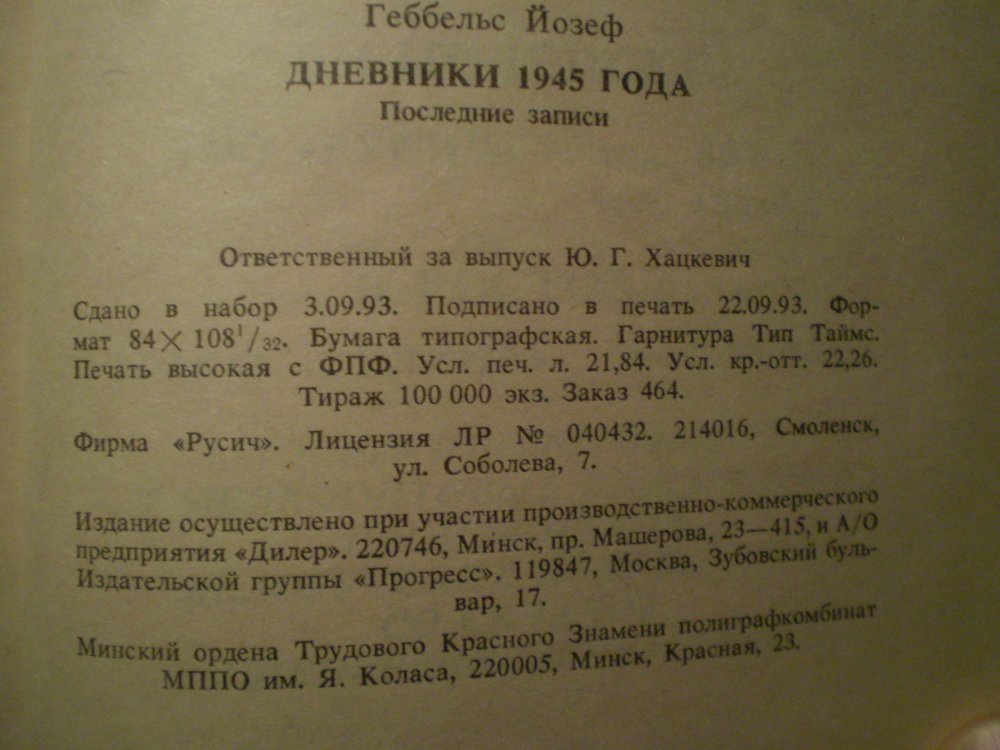 Геббельс Йозеф
ДНЕВНИКИ 1945 ГОДА
Последние записи
Ответственный за выпуск Ю. Г. Хацкевич
Сдано в набор 3.09.93. Подписано в печать 22.09.93. Фор-
мат 84×108¹/₃₂. Бумага типографская. Гарнитура Тип Таймс.
Печать высокая с ФПФ. Усл. печ. л. 21,84. Усл. кр.-отт. 22,26.
Тираж 100 000 экз. Заказ 464.
Фирма «Русич». Лицензия ЛР № 040432. 214016, Смоленск,
ул. Соболева, 7.
Издание осуществлено при участии производственно-коммерческого
предприятия «Дилер». 220746, Минск, пр. Машерова, 23—415, и А/О
Издательской группы «Прогресс». 119847, Москва, Зубовский буль-
вар, 17.
Минский ордена Трудового Красного Знамени полиграфкомбинат
МППО им. Я. Коласа, 220005, Минск, Красная, 23.